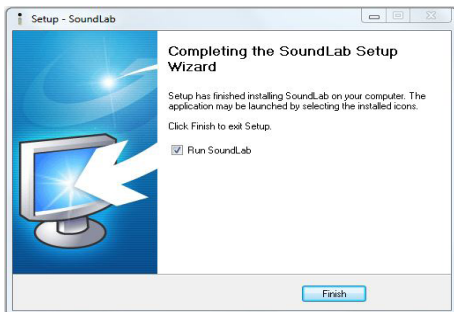 Setup - SoundLab
Completing the SoundLab Setup
Wizard
Setup has finished installing SoundLab on your computer. The
application may be launched by selecting the installed icons.
Click Finish to exit Setup.
Run SoundLab
Finish